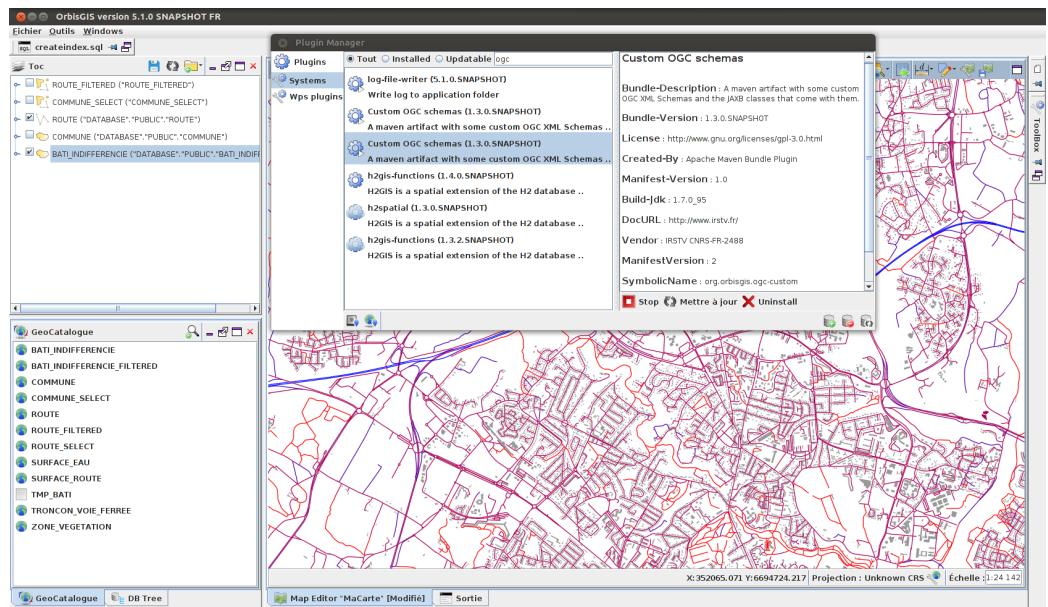 OrbisGIS version 5.1.0 SNAPSHOT FR
Eichier Outils Windows
createindex.sql
Toc
ROUTE_FILTERED ("ROUTE_FILTERED")
COMMUNE_SELECT ("COMMUNE_SELECT")
ROUTE ("DATABASE"."PUBLIC"."ROUTE")
COMMUNE ("DATABASE"."PUBLIC"."COMMUNE")
BATI_INDIFFERENCIE ("DATABASE"."PUBLIC"."BATI_INDIFF
GeoCatalogue
BATI_INDIFFERENCIE
BATI_INDIFFERENCIE_FILTERED
COMMUNE
COMMUNE_SELECT
ROUTE
ROUTE_FILTERED
ROUTE_SELECT
SURFACE_EAU
SURFACE_ROUTE
TMP_BATI
TRONCON_VOIE_FERREE
ZONE_VEGETATION
GeoCatalogue DB Tree
Plugin Manager
Plugins
Systems
Wps plugins
Tout Installed Updatable ogc
log-file-writer (5.1.0.SNAPSHOT)
Write log to application folder
Custom OGC schemas (1.3.0.SNAPSHOT)
A maven artifact with some custom OGC XML Schemas ..
Custom OGC schemas (1.3.0.SNAPSHOT)
A maven artifact with some custom OGC XML Schemas ..
h2gis-functions (1.4.0.SNAPSHOT)
H2GIS is a spatial extension of the H2 database ..
h2spatial (1.3.0.SNAPSHOT)
H2GIS is a spatial extension of the H2 database ..
h2gis-functions (1.3.2.SNAPSHOT)
H2GIS is a spatial extension of the H2 database ..
Custom OGC schemas
Bundle-Description : A maven artifact with some custom
OGC XML Schemas and the JAXB classes that come with them.
Bundle-Version : 1.3.0.SNAPSHOT
License : http://www.gnu.org/licenses/gpl-3.0.html
Created-By : Apache Maven Bundle Plugin
Manifest-Version : 1.0
Build-Jdk : 1.7.0_95
DocURL : http://www.irstv.fr/
Vendor : IRSTV CNRS-FR-2488
ManifestVersion : 2
SymbolicName : org.orbisgis.ogc-custom
Stop Mettre à jour Uninstall
ToolBox
X:352065.071 Y:6694724.217 Projection : Unknown CRS Échelle : 1:24 142
Map Editor "MaCarte" [Modifié] Sortie